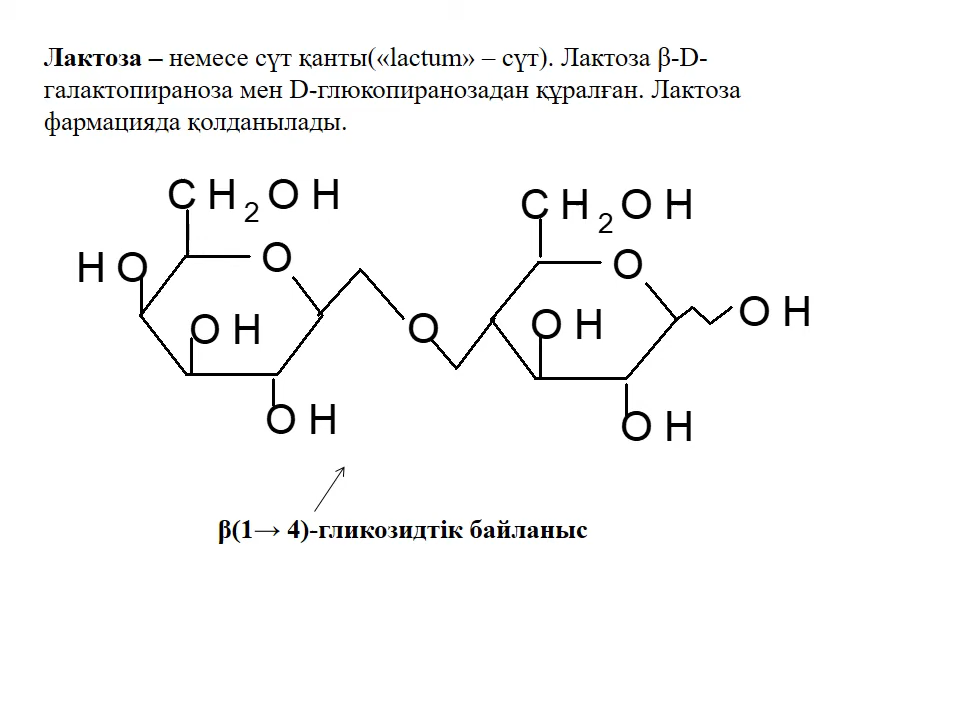 Лактоза – немесе сүт қанты(«lactum» – сүт). Лактоза β-D-
галактопираноза мен D-глюкопиранозадан құралған. Лактоза
фармацияда қолданылады.
CH2OH CH2OH
HO O O
OH O OH OH
OH OH
β(1→ 4)-гликозидтік байланыс